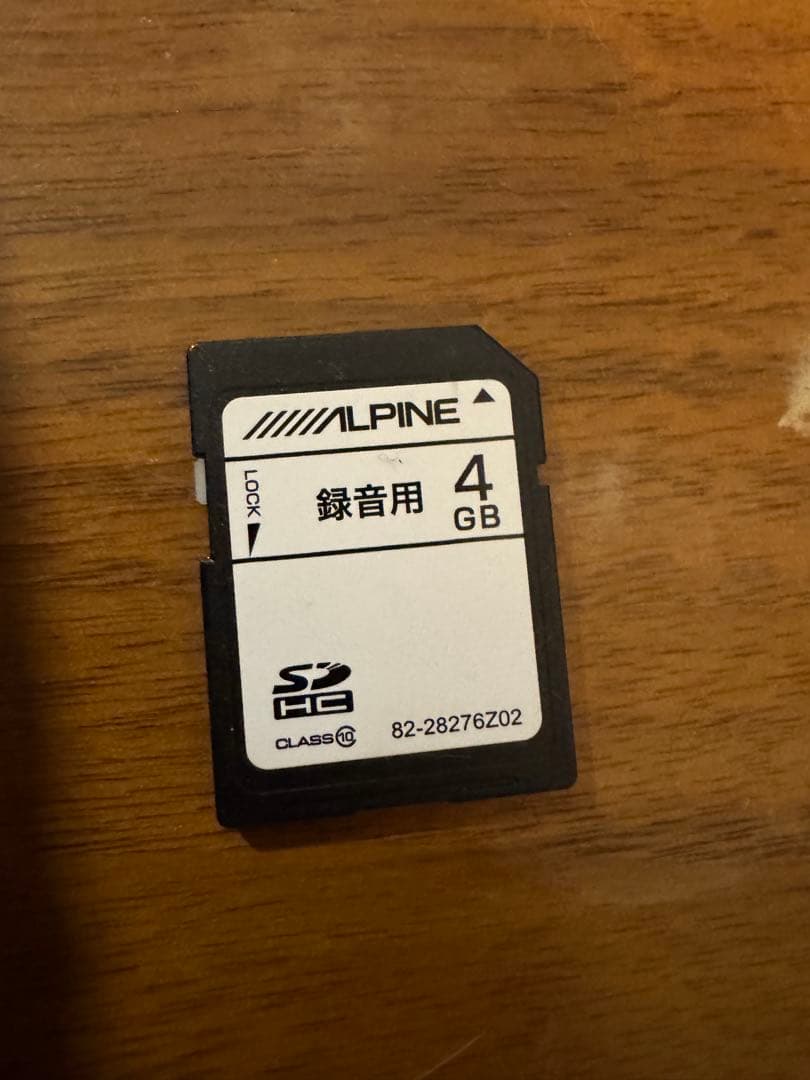 ALPINE
LOCK
録音用
4
GB
SD
HC
CLASS10
82-28276Z02